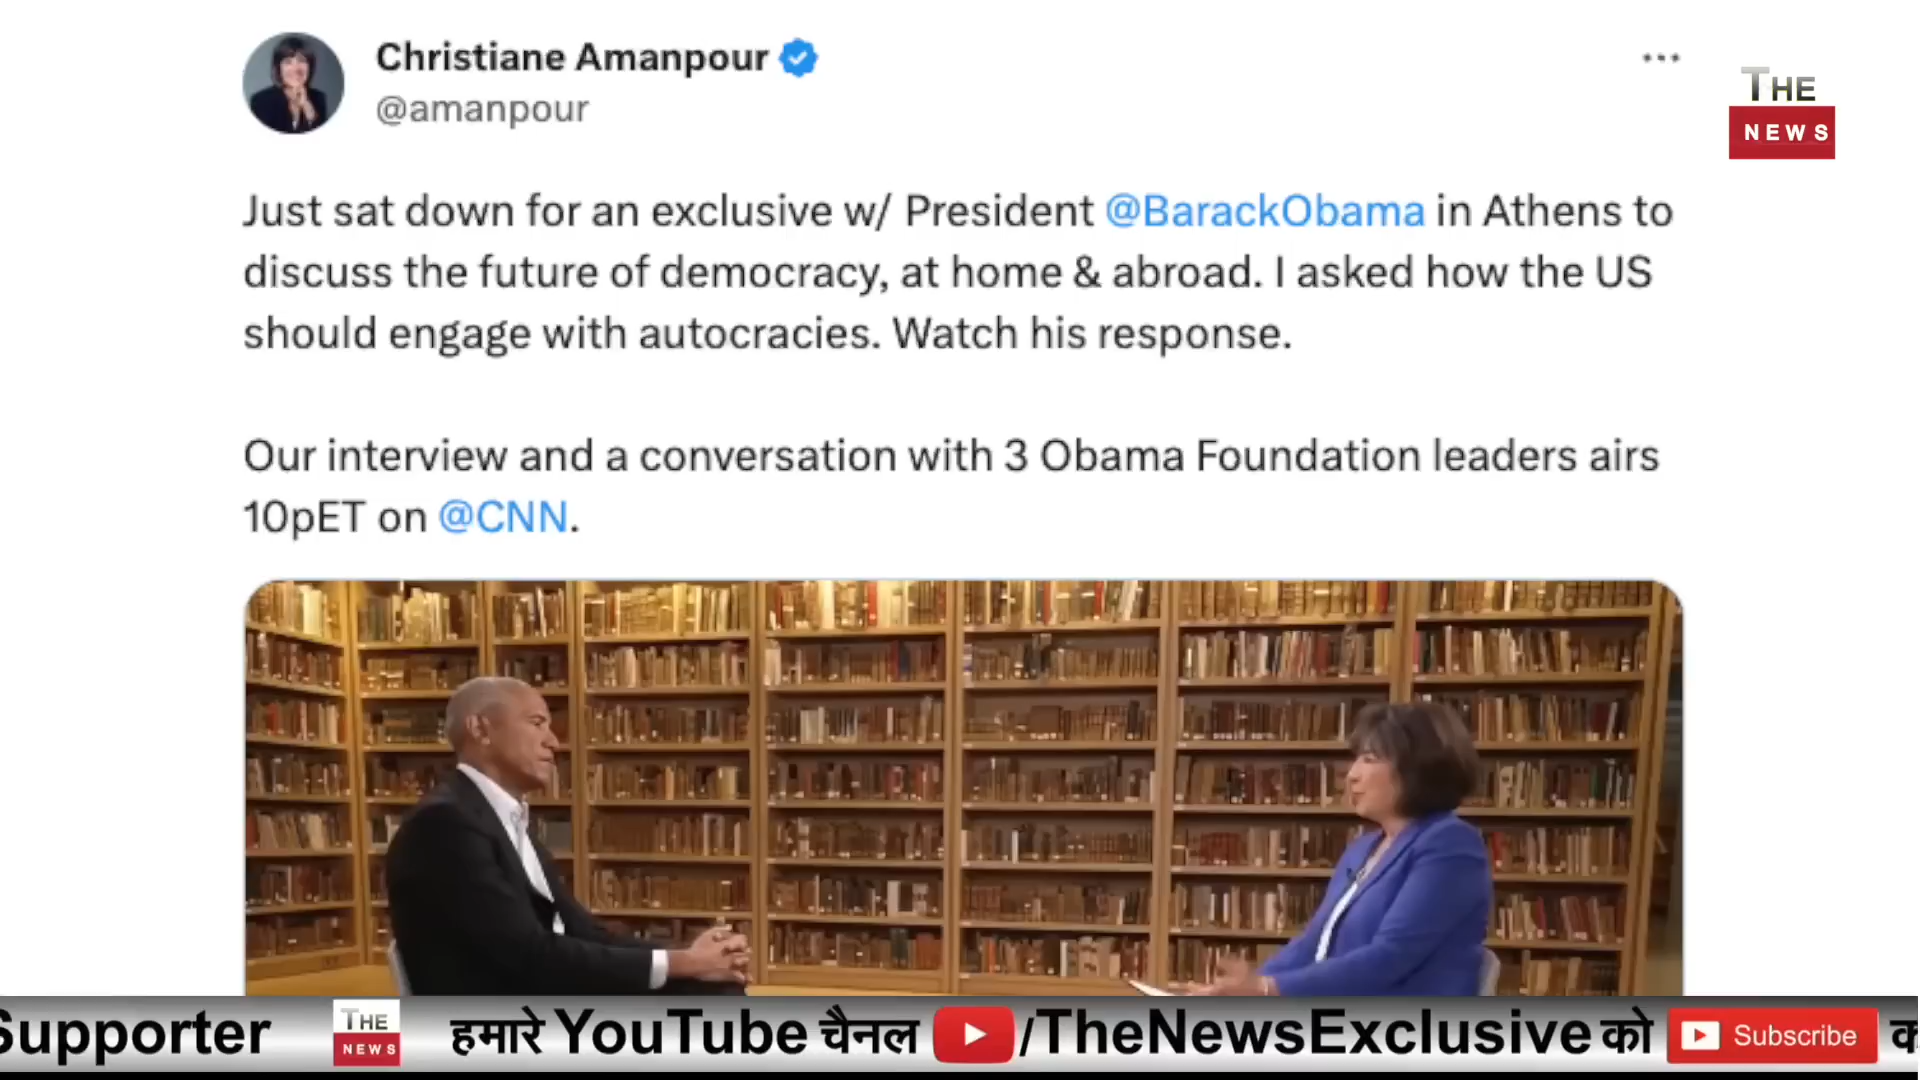 Christiane Amanpour
@amanpour
THE
NEWS
Just sat down for an exclusive w/ President @BarackObama in Athens to
discuss the future of democracy, at home & abroad. I asked how the US
should engage with autocracies. Watch his response.
Our interview and a conversation with 3 Obama Foundation leaders airs
10pET on @CNN.
Supporter THE NEWS हमारे YouTube चैनल /TheNewsExclusive को Subscribe